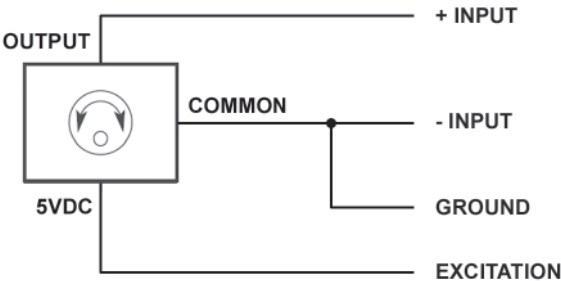 + INPUT
OUTPUT
COMMON
- INPUT
5VDC
GROUND
EXCITATION